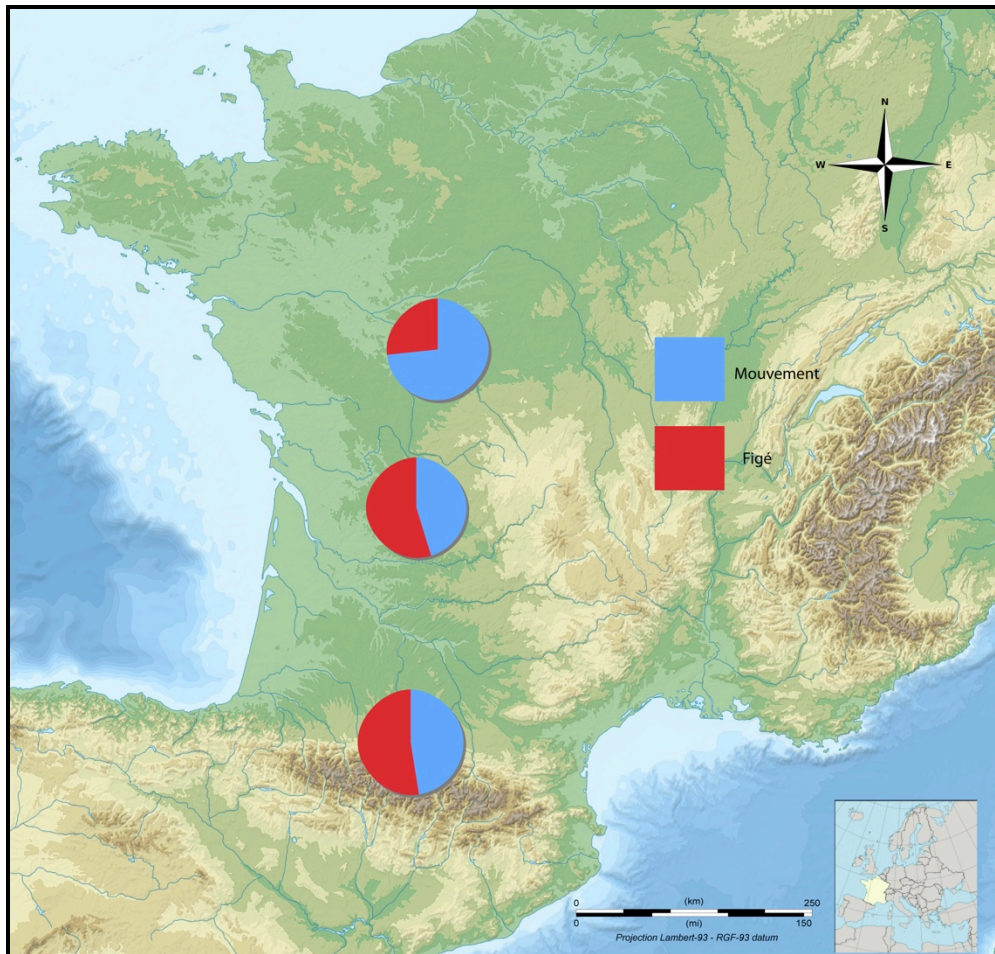 N
W E
S
Mouvement
Figé
(km)
0 250
0 150
(mi)
Projection Lambert-93 - RGF-93 datum